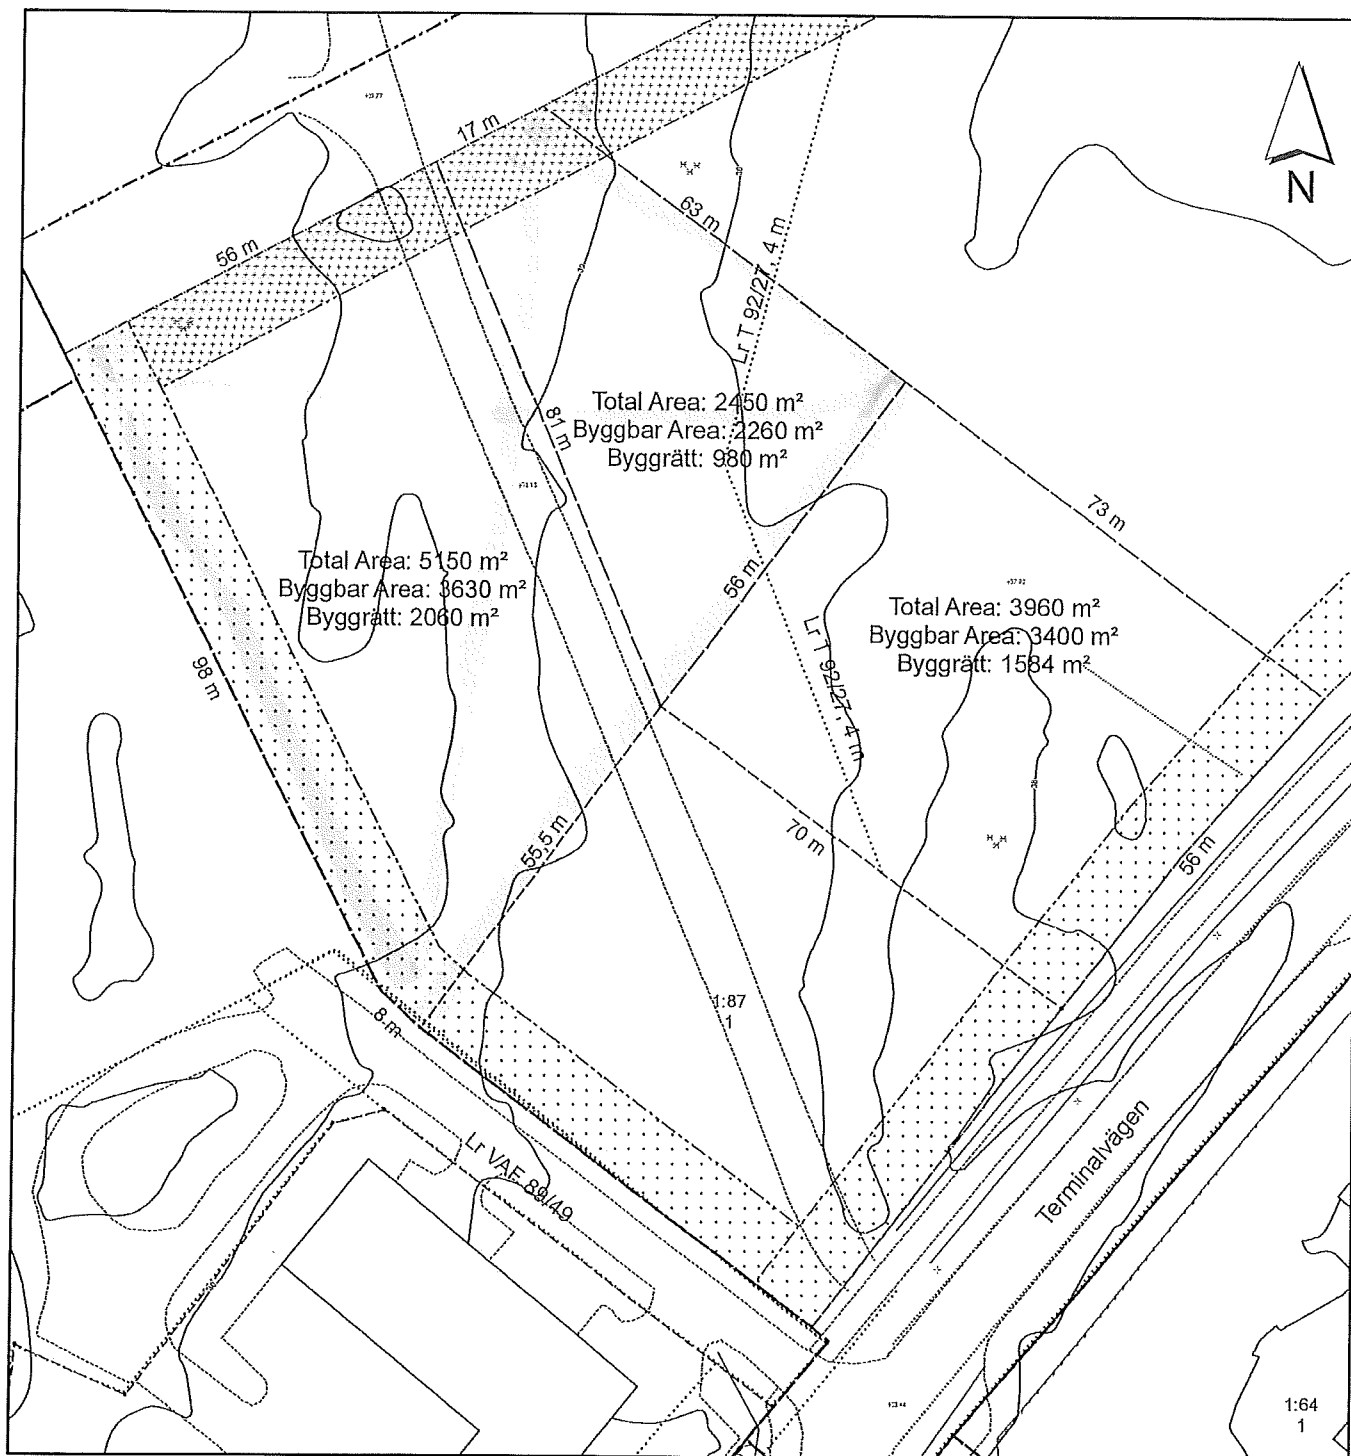 17 m
N
56 m
63 m
Lr T 92/27, 4 m
Total Area: 2450 m²
Byggbar Area: 2260 m²
Byggrätt: 980 m²
81 m
73 m
Total Area: 5150 m²
Byggbar Area: 3630 m²
Byggrätt: 2060 m²
56 m
Total Area: 3960 m²
Byggbar Area: 3400 m²
Byggrätt: 1584 m²
Lr T 92/27, 4 m
98 m
55,5 m
70 m
56 m
1:87
1
8 m
Lr VAF 89/49
Terminalvägen
1:64
1